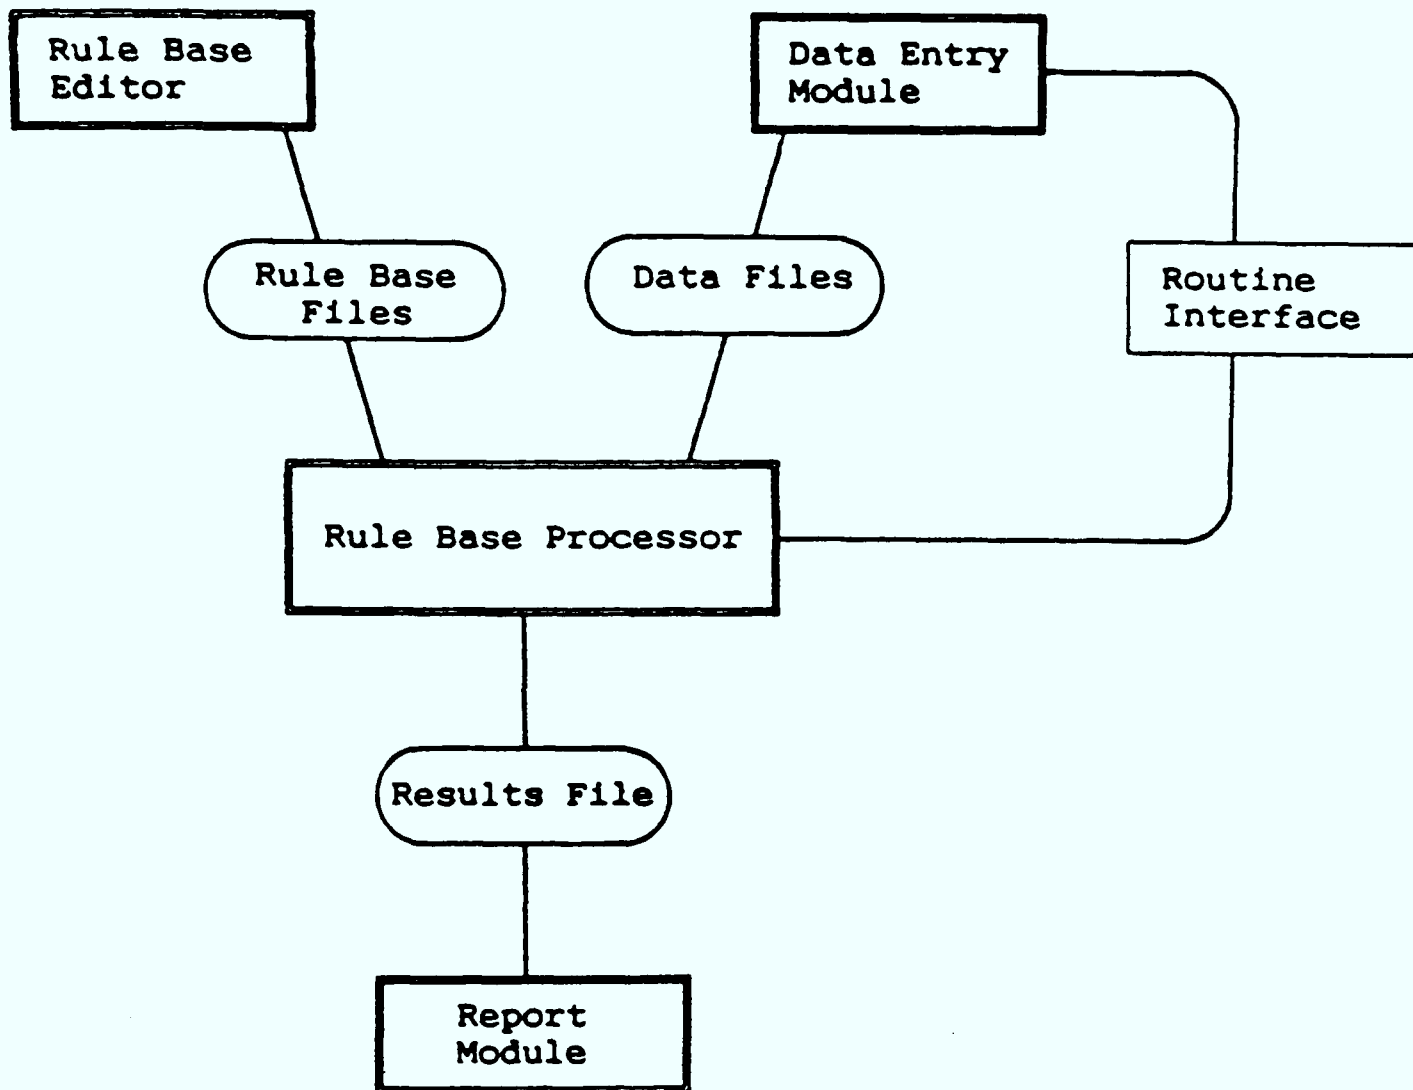 Rule Base
Editor
Data Entry
Module
Rule Base
Files
Data Files
Routine
Interface
Rule Base Processor
Results File
Report
Module